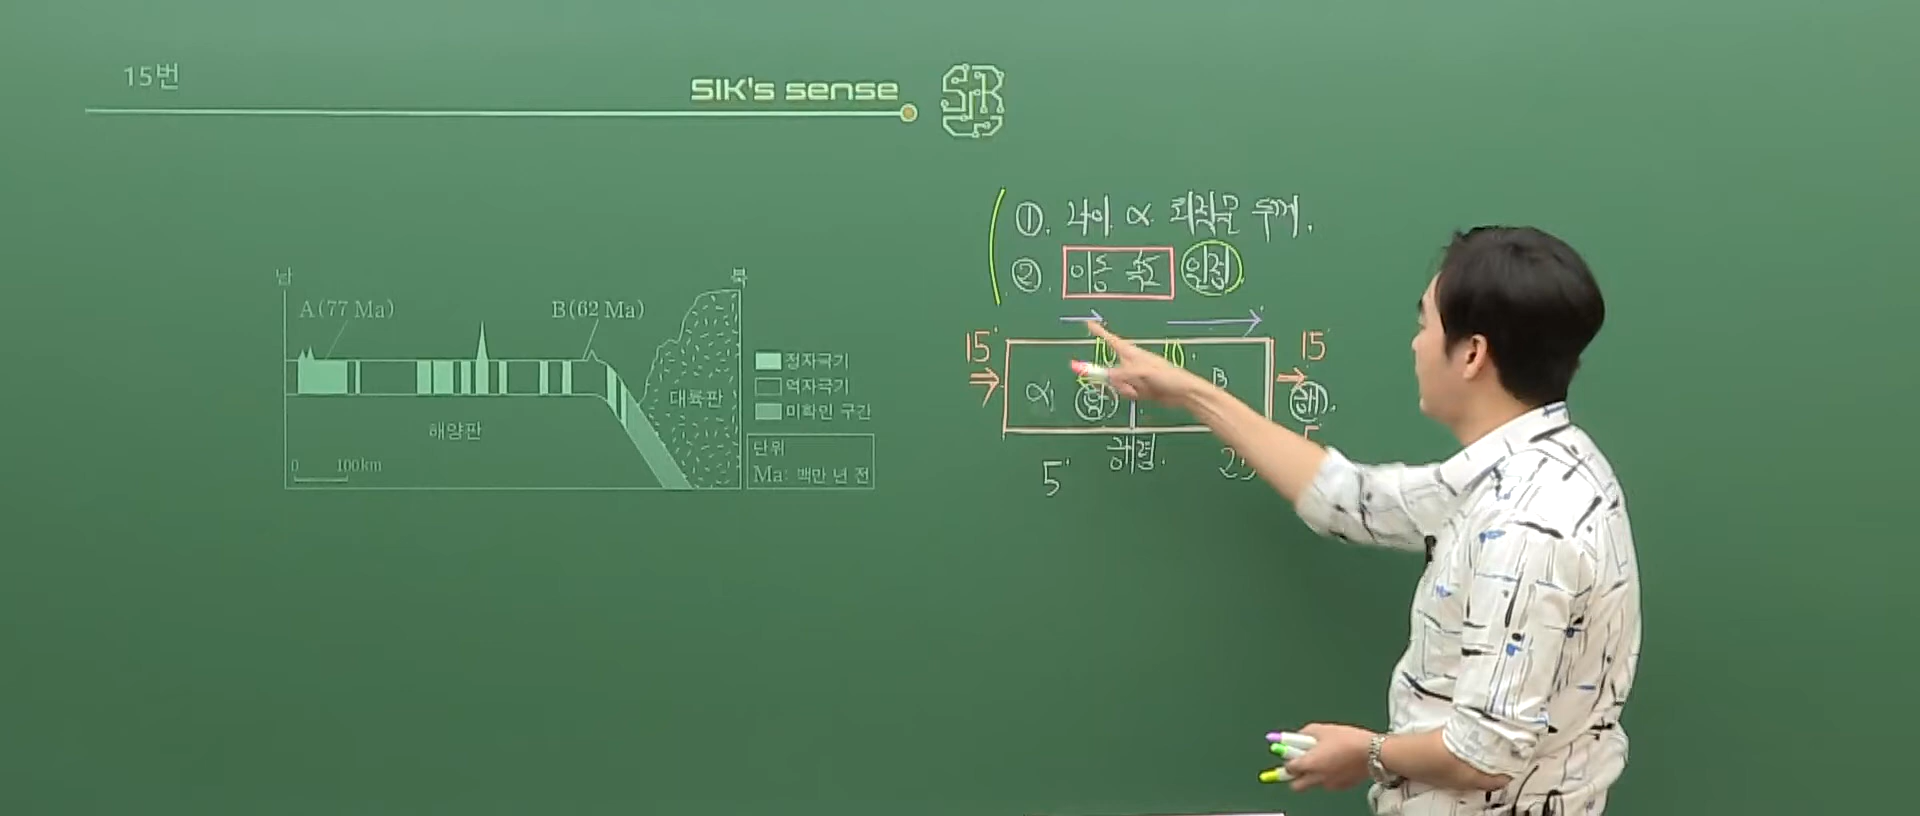 15번
SIK's sense
SIK
①. 나이 ∝ 퇴적물 두께.
②. 이동 속도 일정
남
북
A(77 Ma)
B(62 Ma)
정자극기
역자극기
미확인 구간
대륙판
해양판
0 100km
단위
Ma: 백만 년 전
15
15
10
10.
α,
B
해령.
5